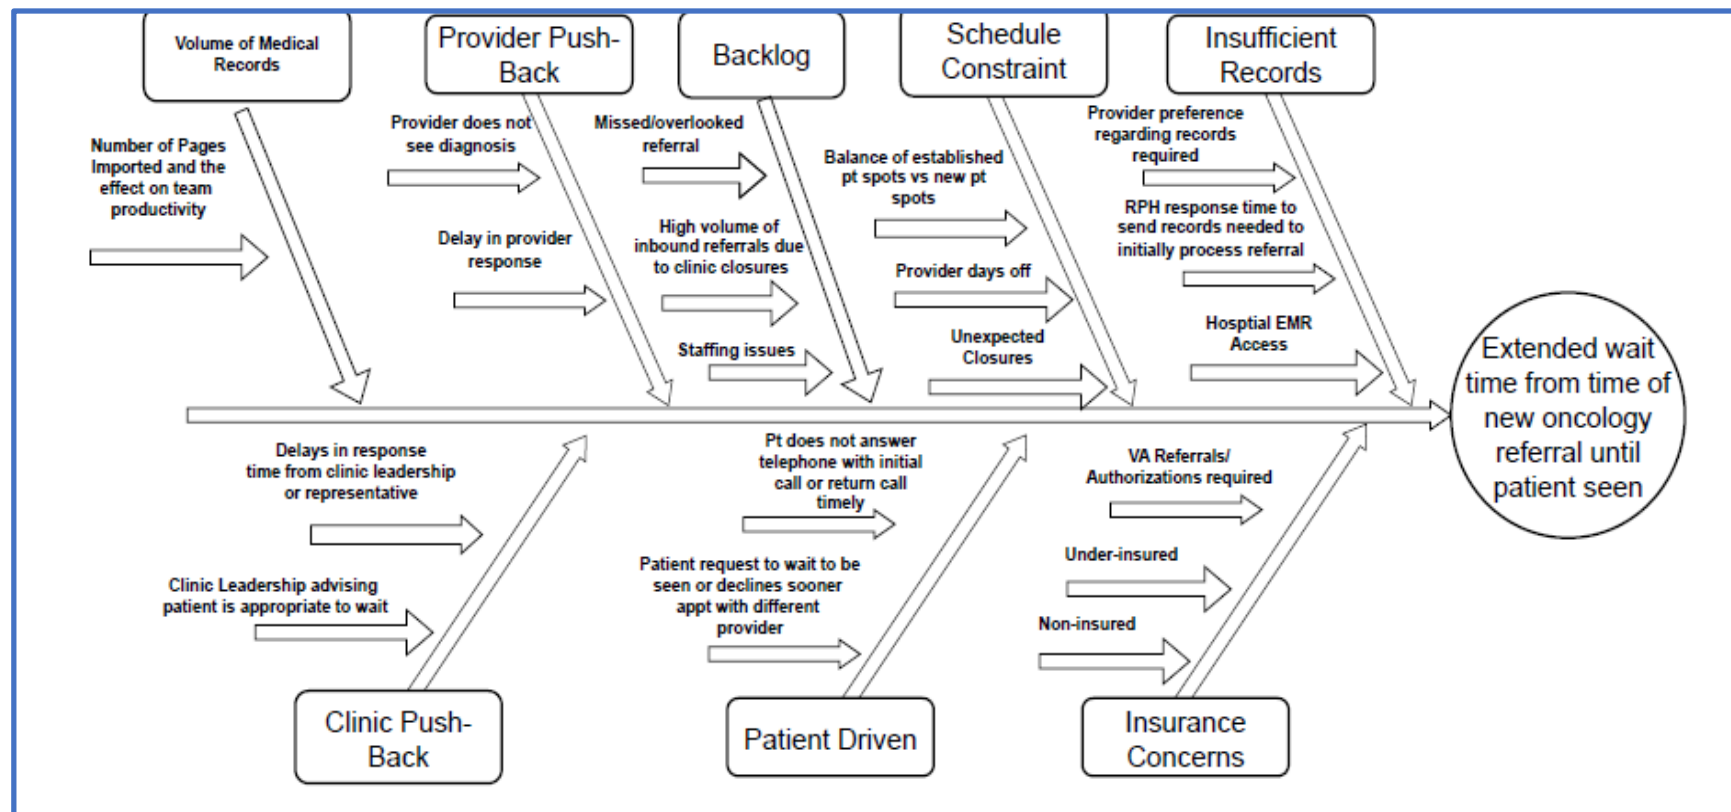 Volume of Medical
Records
Provider Push-
Back
Backlog
Schedule
Constraint
Insufficient
Records
Number of Pages
Imported and the
effect on team
productivity
Provider does not
see diagnosis
Delay in provider
response
Missed/overlooked
referral
High volume of
inbound referrals due
to clinic closures
Staffing issues
Balance of established
pt spots vs new pt
spots
Provider days off
Unexpected
Closures
Provider preference
regarding records
required
RPH response time to
send records needed to
initially process referral
Hosptial EMR
Access
Extended wait
time from time of
new oncology
referral until
patient seen
Delays in response
time from clinic leadership
or representative
Clinic Leadership advising
patient is appropriate to wait
Pt does not answer
telephone with initial
call or return call
timely
Patient request to wait to be
seen or declines sooner
appt with different
provider
VA Referrals/
Authorizations required
Under-insured
Non-insured
Clinic Push-
Back
Patient Driven
Insurance
Concerns